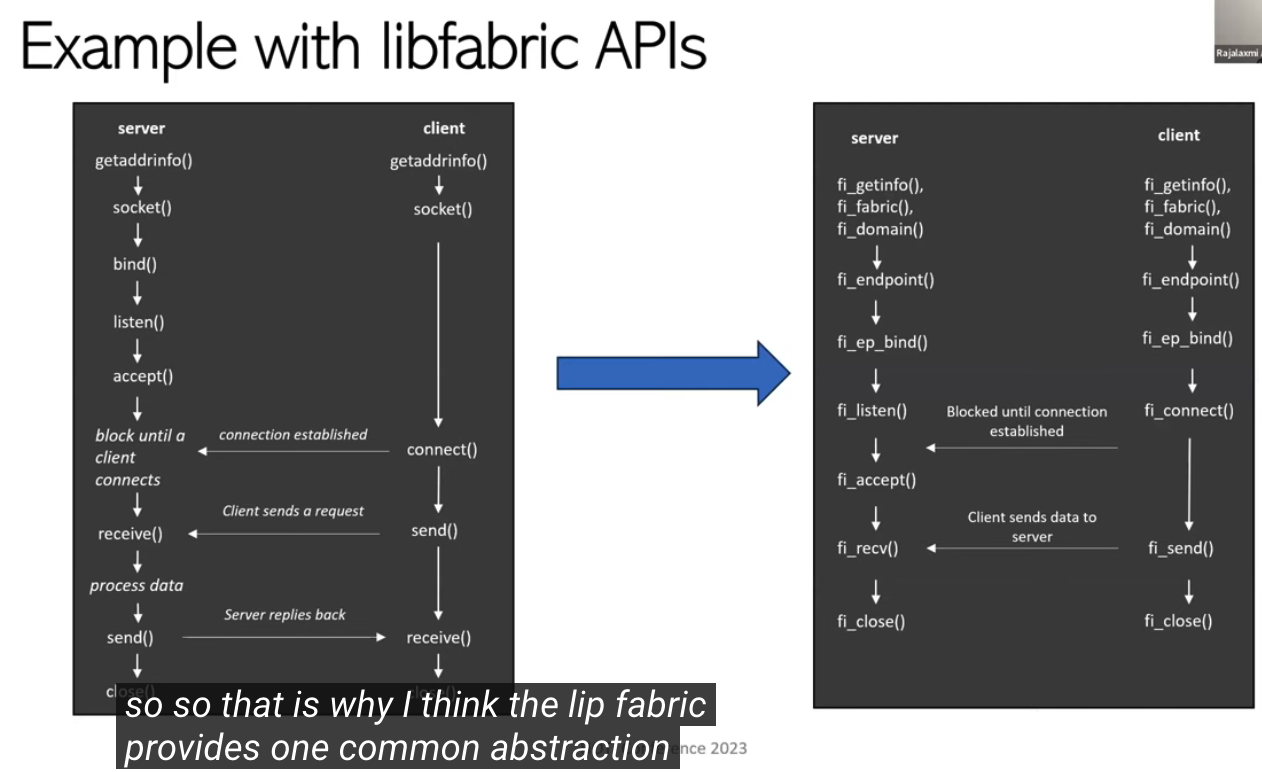 Example with libfabric APIs
Rajalaxmi
server
client
getaddrinfo()
getaddrinfo()
socket()
socket()
bind()
listen()
accept()
block until a
client
connects
connection established
connect()
Client sends a request
receive()
send()
process data
Server replies back
send()
receive()
close()
close()
server
client
fi_getinfo(),
fi_fabric(),
fi_domain()
fi_getinfo(),
fi_fabric(),
fi_domain()
fi_endpoint()
fi_endpoint()
fi_ep_bind()
fi_ep_bind()
fi_listen()
Blocked until connection
established
fi_connect()
fi_accept()
Client sends data to
server
fi_recv()
fi_send()
fi_close()
fi_close()
so so that is why I think the lip fabric
provides one common abstraction
2023